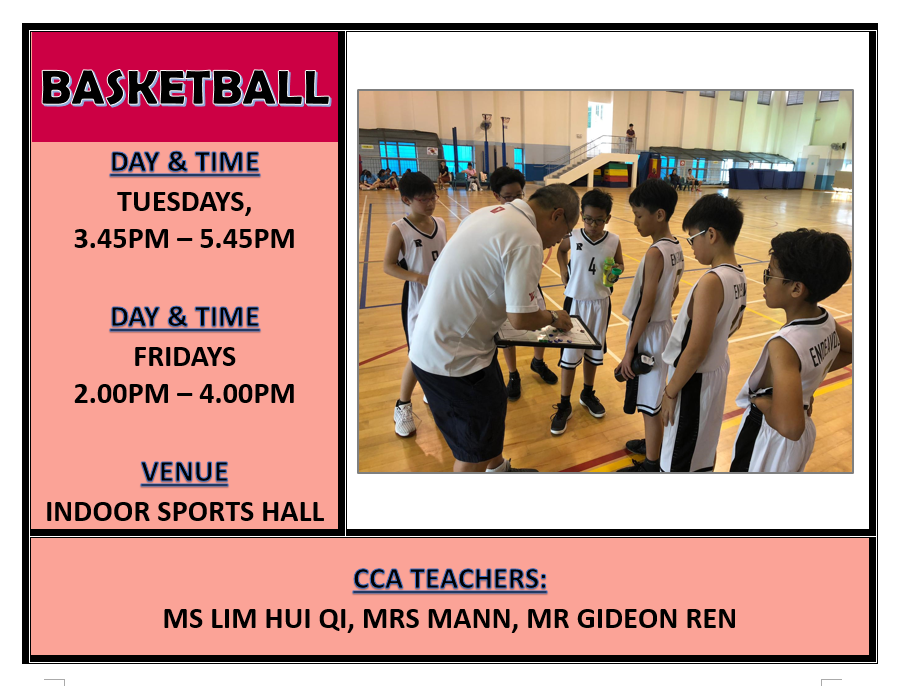 BASKETBALL
DAY & TIME
TUESDAYS,
3.45PM – 5.45PM
DAY & TIME
FRIDAYS
2.00PM – 4.00PM
VENUE
INDOOR SPORTS HALL
4
CCA TEACHERS:
MS LIM HUI QI, MRS MANN, MR GIDEON REN